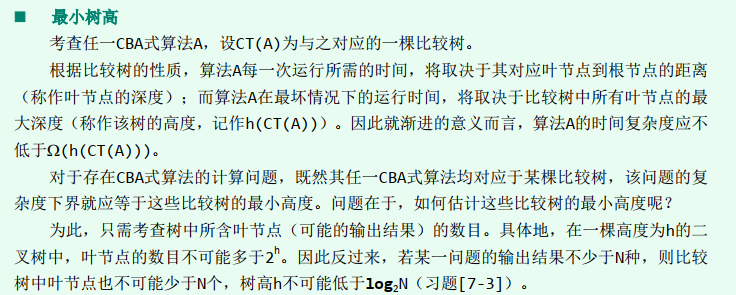 ■ 最小树高
考查任一CBA式算法A，设CT(A)为与之对应的一棵比较树。
根据比较树的性质，算法A每一次运行所需的时间，将取决于其对应叶节点到根节点的距离
（称作叶节点的深度）；而算法A在最坏情况下的运行时间，将取决于比较树中所有叶节点的最
大深度（称作该树的高度，记作h(CT(A))）。因此就渐进的意义而言，算法A的时间复杂度应不
低于Ω(h(CT(A)))。
对于存在CBA式算法的计算问题，既然其任一CBA式算法均对应于某棵比较树，该问题的复
杂度下界就应等于这些比较树的最小高度。问题在于，如何估计这些比较树的最小高度呢？
为此，只需考查树中所含叶节点（可能的输出结果）的数目。具体地，在一棵高度为h的二
叉树中，叶节点的数目不可能多于2ʰ。因此反过来，若某一问题的输出结果不少于N种，则比较
树中叶节点也不可能少于N个，树高h不可能低于log₂N（习题[7-3]）。